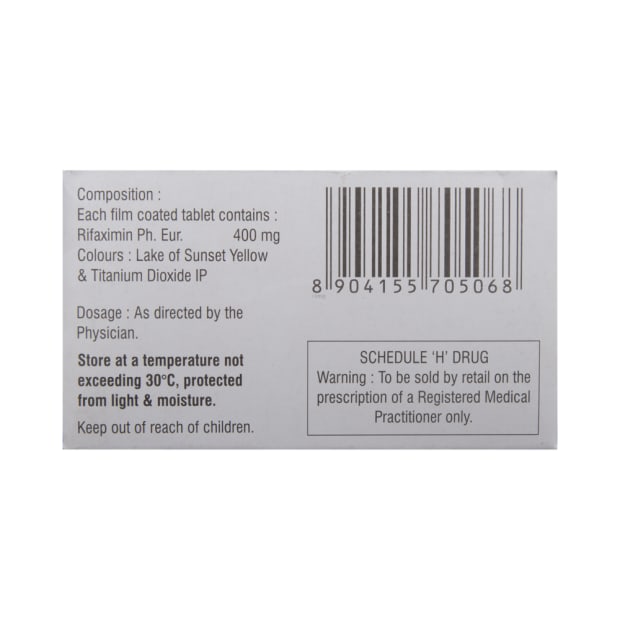 Composition :
Each film coated tablet contains :
Rifaximin Ph. Eur. 400 mg
Colours : Lake of Sunset Yellow
& Titanium Dioxide IP
Dosage : As directed by the
Physician.
Store at a temperature not
exceeding 30°C, protected
from light & moisture.
Keep out of reach of children.
8 904155 705068
SCHEDULE 'H' DRUG
Warning : To be sold by retail on the
prescription of a Registered Medical
Practitioner only.